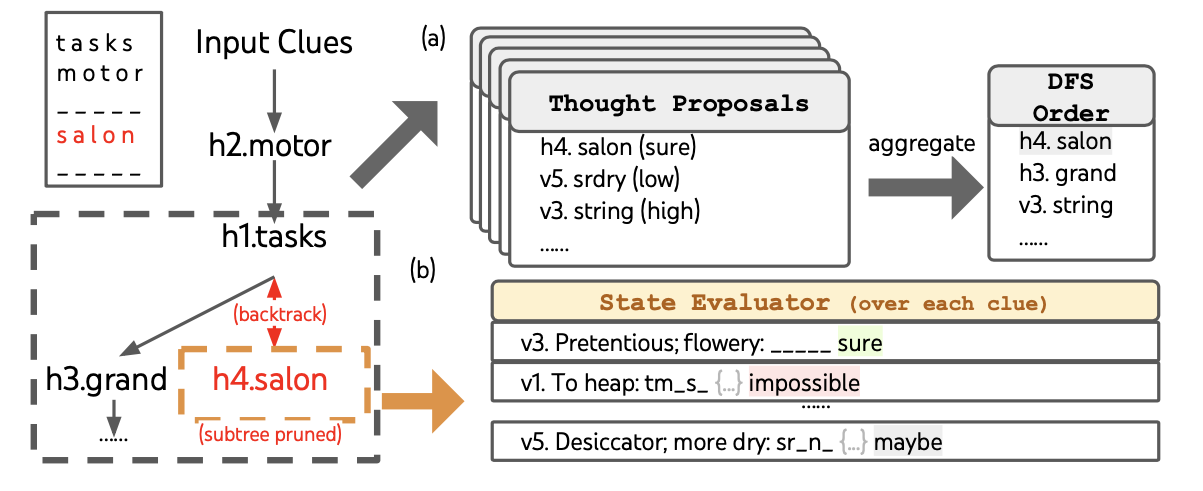 tasks
motor
_____
salon
_____
Input Clues
h2.motor
h1.tasks
(backtrack)
h3.grand
h4.salon
......
(subtree pruned)
(a)
Thought Proposals
h4. salon (sure)
v5. srdry (low)
v3. string (high)
......
aggregate
DFS
Order
h4. salon
h3. grand
v3. string
......
(b)
State Evaluator (over each clue)
v3. Pretentious; flowery: _____ sure
v1. To heap: tm_s_ {...} impossible
......
v5. Desiccator; more dry: sr_n_ {...} maybe